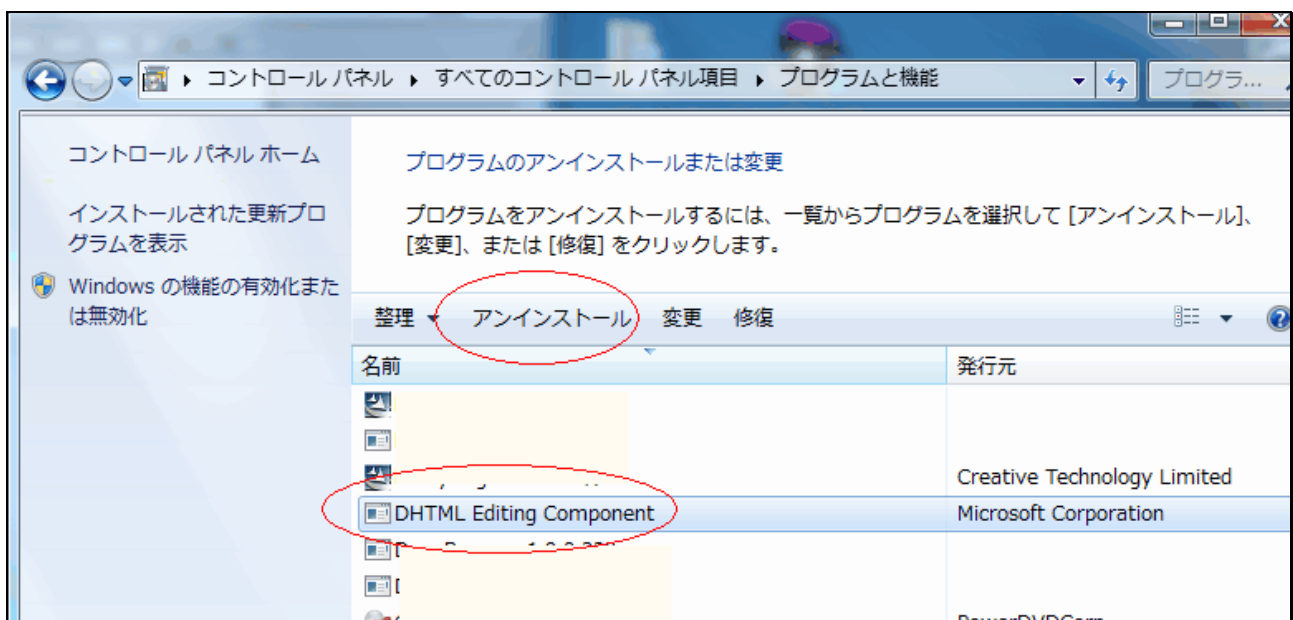 コントロール パネル ▸ すべてのコントロール パネル項目 ▸ プログラムと機能
プログラ...
コントロール パネル ホーム
インストールされた更新プロ
グラムを表示
Windows の機能の有効化また
は無効化
プログラムのアンインストールまたは変更
プログラムをアンインストールするには、一覧からプログラムを選択して [アンインストール]、
[変更]、または [修復] をクリックします。
整理 アンインストール 変更 修復
名前 発行元
Creative Technology Limited
DHTML Editing Component Microsoft Corporation